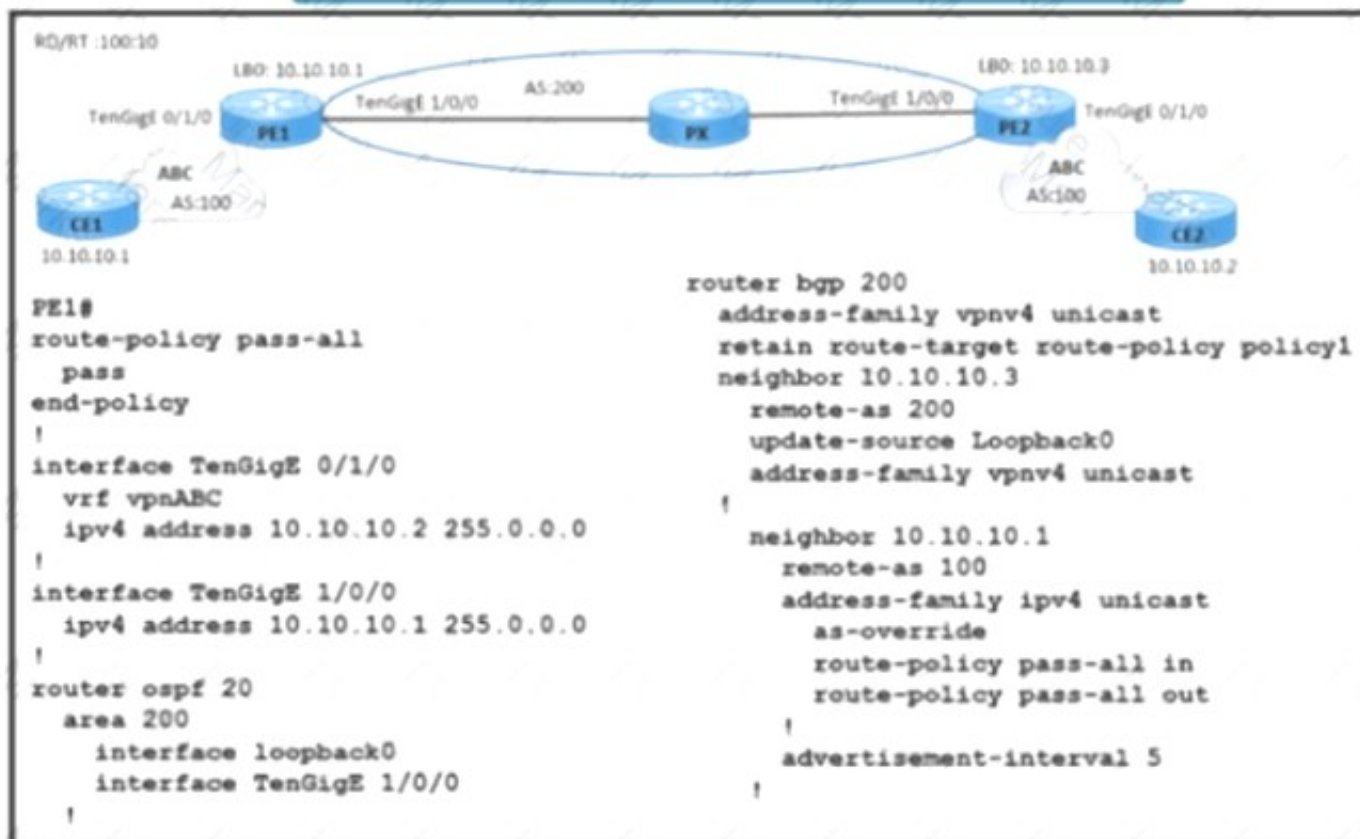 RD/RT :100:10
LB0: 10.10.10.1
AS:200
LB0: 10.10.10.3
TenGigE 0/1/0
TenGigE 1/0/0
TenGigE 1/0/0
TenGigE 0/1/0
PE1
PX
PE2
ABC
AS:100
ABC
AS:100
CE1
10.10.10.1
CE2
10.10.10.2
PE1#
route-policy pass-all
pass
end-policy
!
interface TenGigE 0/1/0
vrf vpnABC
ipv4 address 10.10.10.2 255.0.0.0
!
interface TenGigE 1/0/0
ipv4 address 10.10.10.1 255.0.0.0
!
router ospf 20
area 200
interface loopback0
interface TenGigE 1/0/0
!
router bgp 200
address-family vpnv4 unicast
retain route-target route-policy policy1
neighbor 10.10.10.3
remote-as 200
update-source Loopback0
address-family vpnv4 unicast
!
neighbor 10.10.10.1
remote-as 100
address-family ipv4 unicast
as-override
route-policy pass-all in
route-policy pass-all out
!
advertisement-interval 5
!